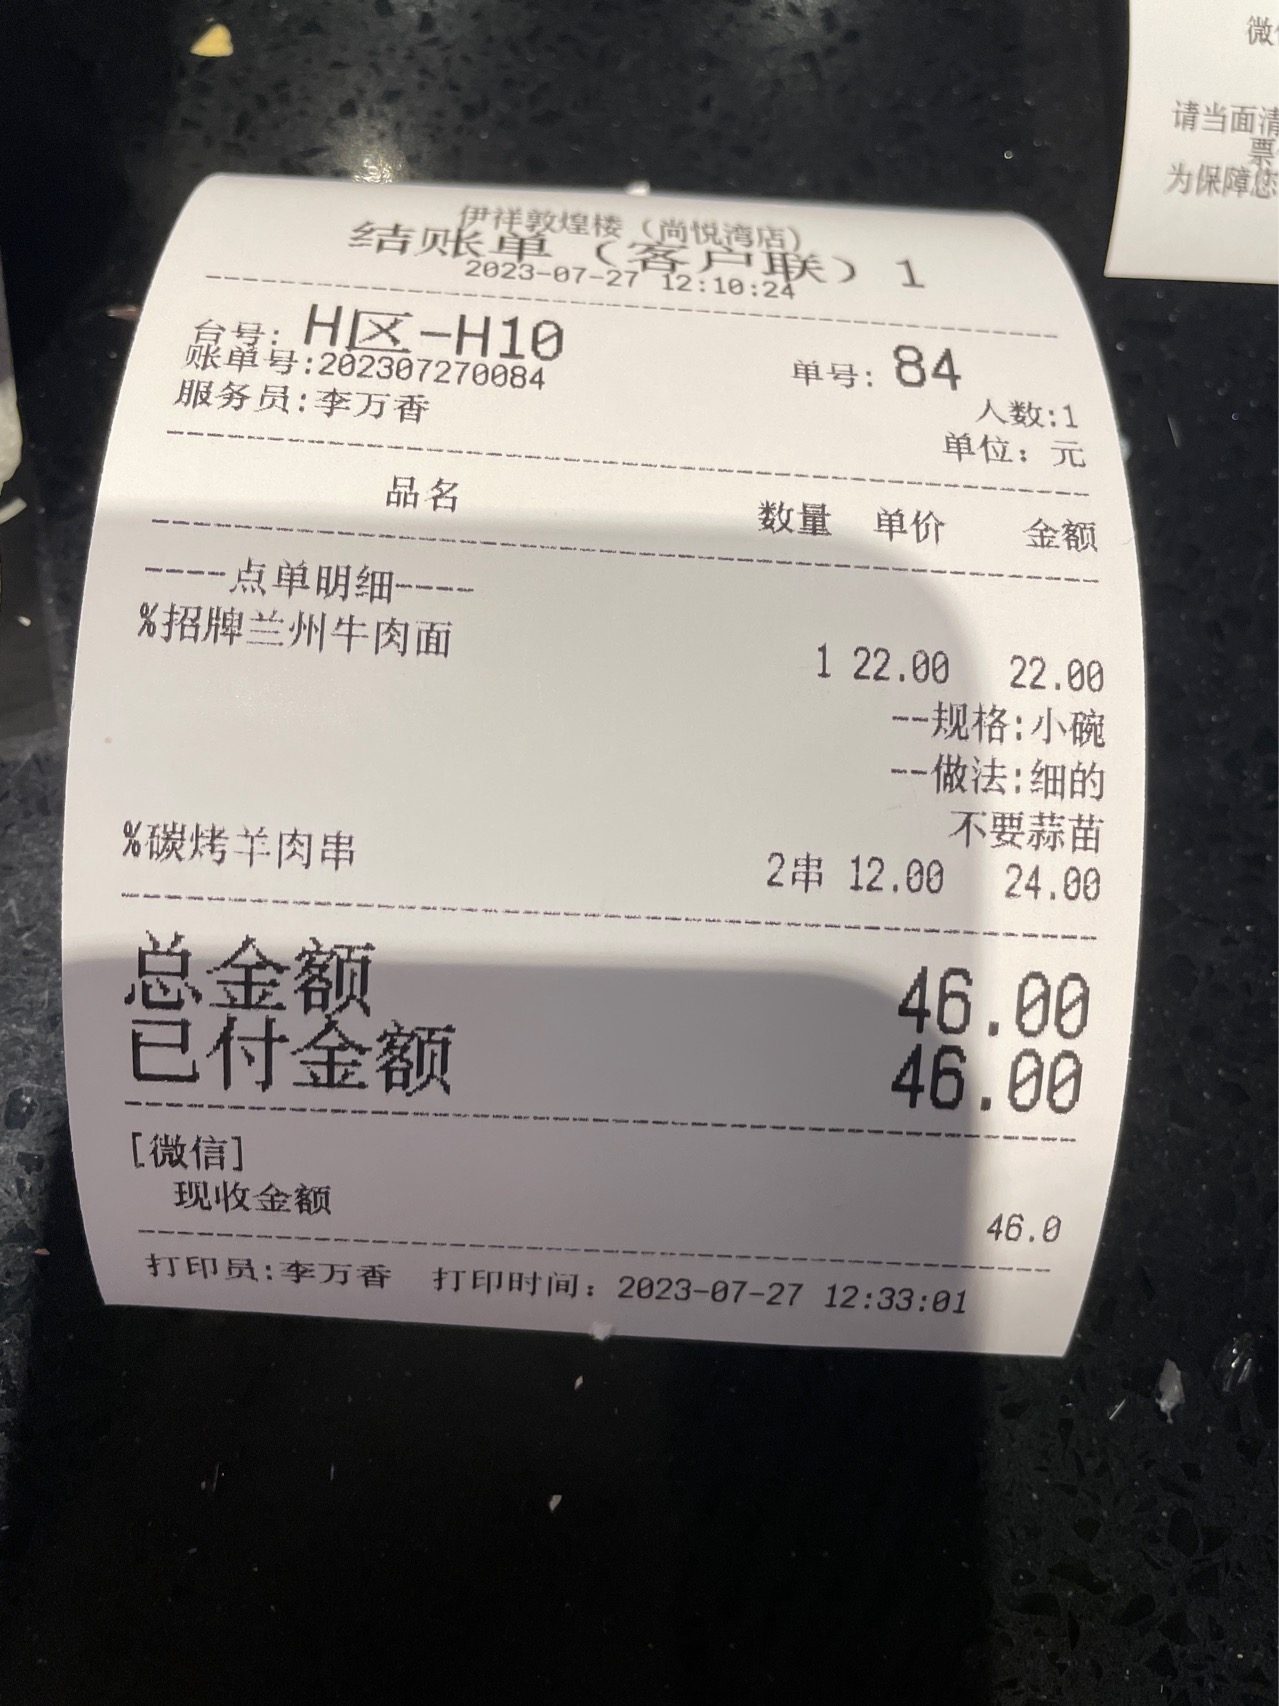 伊祥敦煌楼（尚悦湾店）
结账单（客户联）1
2023-07-27 12:10:24
台号: H区-H10 单号: 84
账单号:202307270084 人数:1
服务员:李万香 单位: 元
品名 数量 单价 金额
----点单明细----
%招牌兰州牛肉面 1 22.00 22.00
--规格:小碗
--做法:细的
不要蒜苗
%碳烤羊肉串 2串 12.00 24.00
总金额 46.00
已付金额 46.00
[微信]
现收金额 46.0
打印员:李万香 打印时间: 2023-07-27 12:33:01
微
请当面清
票
为保障您